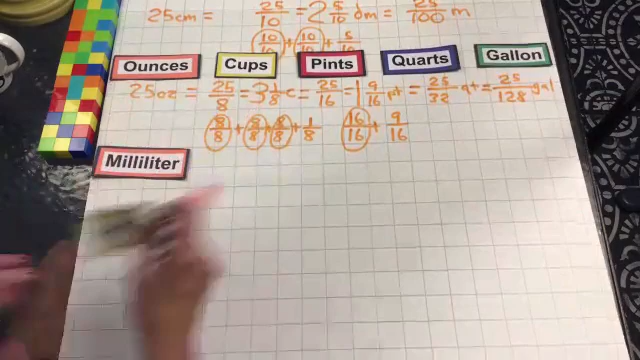 25cm = 25/10 = 2 5/10 dm = 25/100 m
10/10 + 10/10 + 5/10
Ounces Cups Pints Quarts Gallon
25oz = 25/8 = 3 1/8 c = 25/16 = 1 9/16 pt = 25/32 qt = 25/128 gal
8/8 + 8/8 + 8/8 + 1/8 16/16 + 9/16
Milliliter